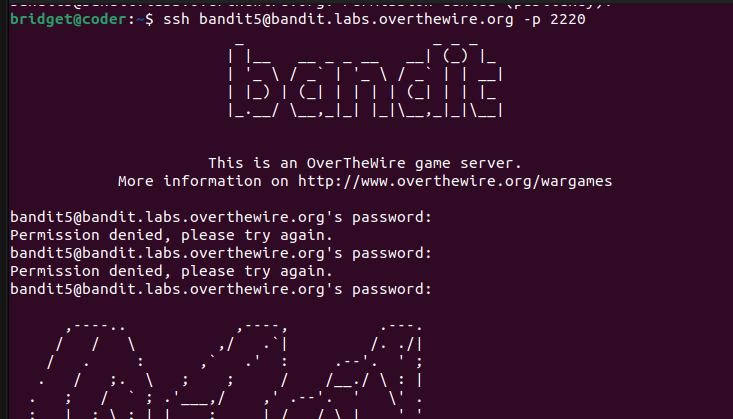 bridget@coder:~$ ssh bandit5@bandit.labs.overthewire.org -p 2220
bandit
This is an OverTheWire game server.
More information on http://www.overthewire.org/wargames
bandit5@bandit.labs.overthewire.org's password:
Permission denied, please try again.
bandit5@bandit.labs.overthewire.org's password:
Permission denied, please try again.
bandit5@bandit.labs.overthewire.org's password: